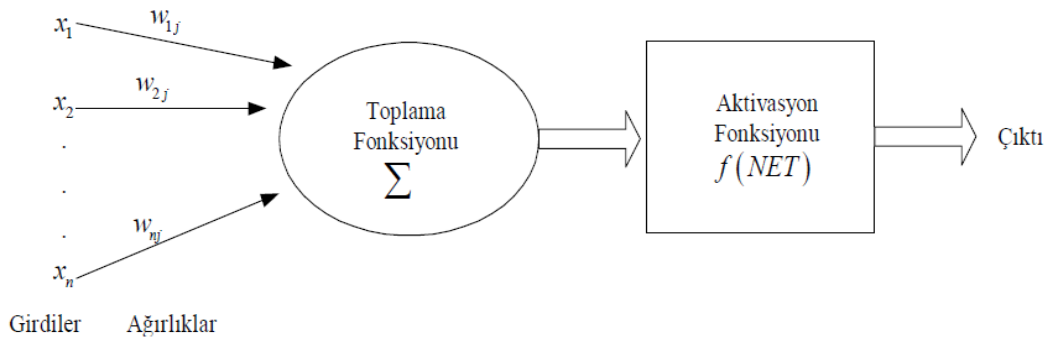 x1 w1j
x2 w2j
.
.
.
wnj
xn
Girdiler Ağırlıklar
Toplama
Fonksiyonu
∑
Aktivasyon
Fonksiyonu
f(NET)
Çıktı